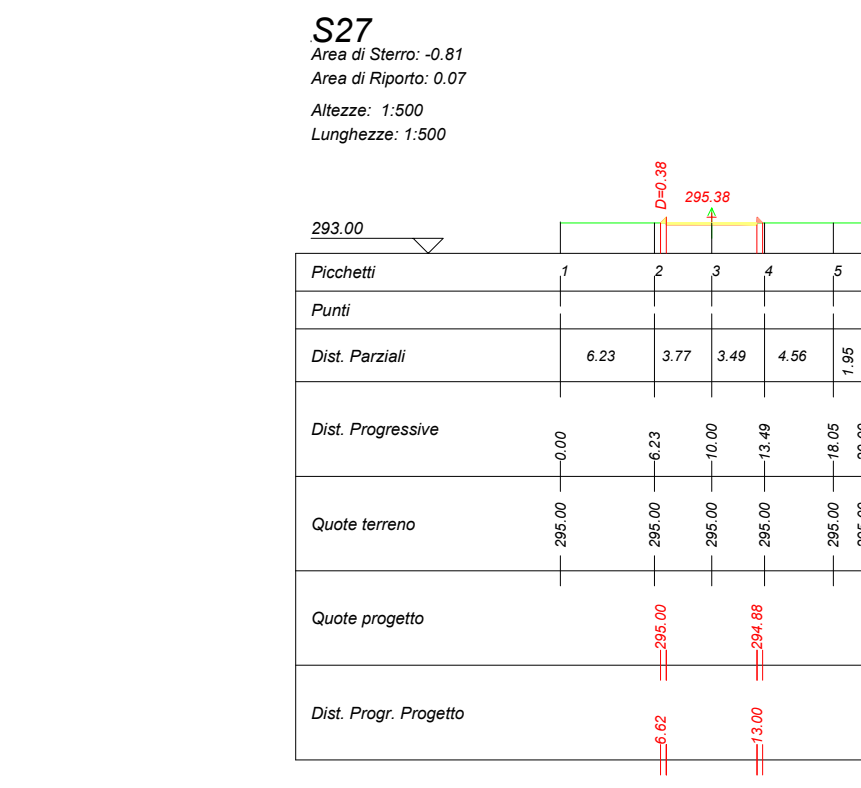 S27
Area di Sterro: -0.81
Area di Riporto: 0.07
Altezze: 1:500
Lunghezze: 1:500
D=0.38
295.38
293.00
Picchetti 1 2 3 4 5
Punti
Dist. Parziali 6.23 3.77 3.49 4.56 1.95
Dist. Progressive 0.00 6.23 10.00 13.49 18.05
Quote terreno 295.00 295.00 295.00 295.00 295.00
Quote progetto 295.00 294.88
Dist. Progr. Progetto 6.62 13.00